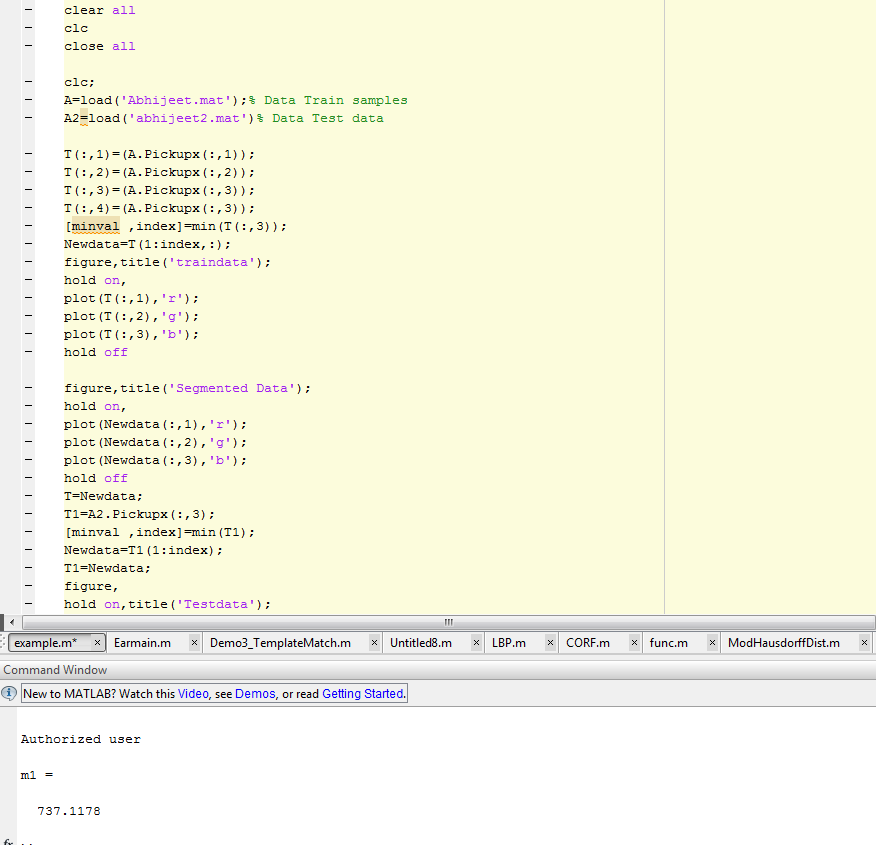 clear all
clc
close all
clc;
A=load('Abhijeet.mat');% Data Train samples
A2=load('abhijeet2.mat')% Data Test data
T(:,1)=(A.Pickupx(:,1));
T(:,2)=(A.Pickupx(:,2));
T(:,3)=(A.Pickupx(:,3));
T(:,4)=(A.Pickupx(:,3));
[minval ,index]=min(T(:,3));
Newdata=T(1:index,:);
figure,title('traindata');
hold on,
plot(T(:,1),'r');
plot(T(:,2),'g');
plot(T(:,3),'b');
hold off
figure,title('Segmented Data');
hold on,
plot(Newdata(:,1),'r');
plot(Newdata(:,2),'g');
plot(Newdata(:,3),'b');
hold off
T=Newdata;
T1=A2.Pickupx(:,3);
[minval ,index]=min(T1);
Newdata=T1(1:index);
T1=Newdata;
figure,
hold on,title('Testdata');
example.m* × Earmain.m × Demo3_TemplateMatch.m × Untitled8.m × LBP.m × CORF.m × func.m × ModHausdorffDist.m ×
Command Window
New to MATLAB? Watch this Video, see Demos, or read Getting Started.
Authorized user
m1 =
737.1178